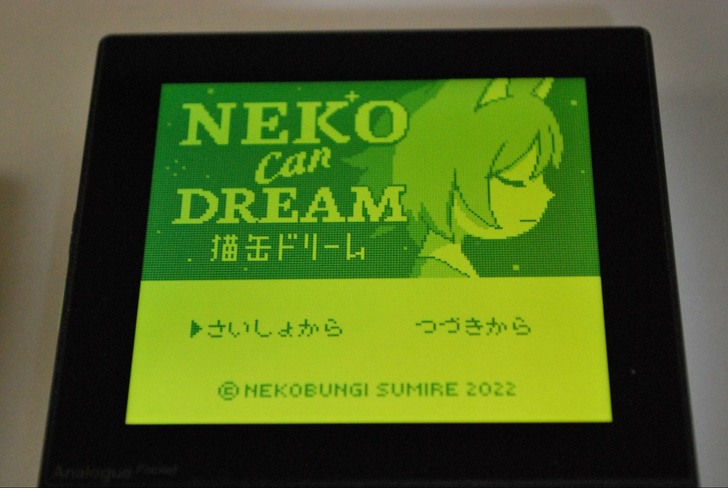 NEKO
Can
DREAM
猫缶ドリーム
▶さいしょから つづきから
© NEKOBUNGI SUMIRE 2022
Analogue Pocket